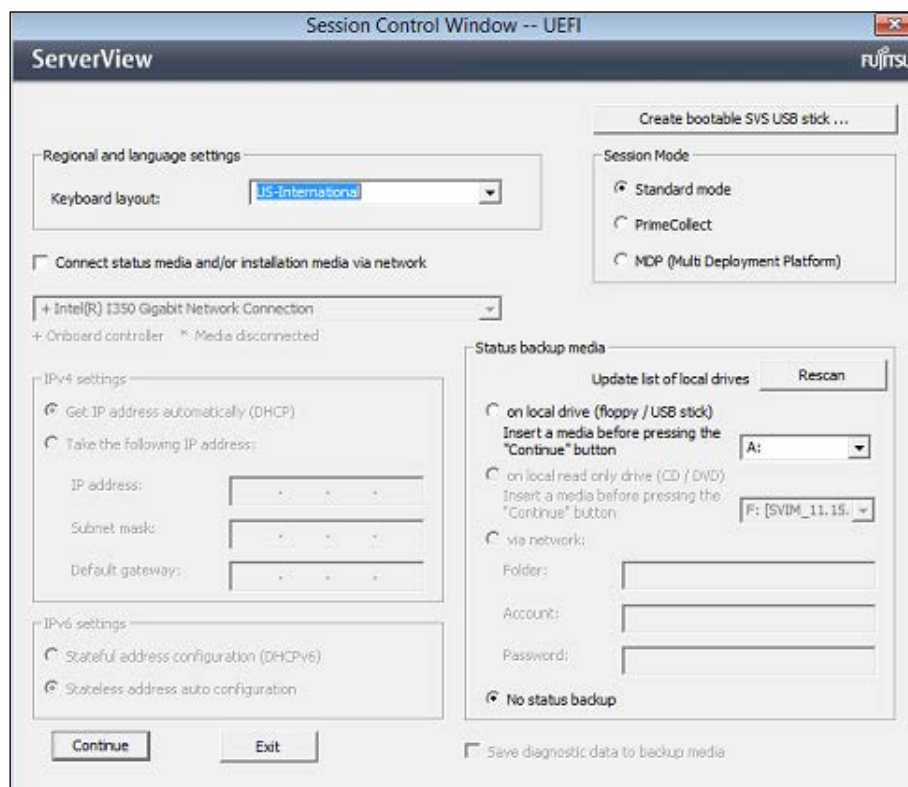 Session Control Window -- UEFI
ServerView
FUJITSU
Create bootable SVS USB stick ...
Regional and language settings
Keyboard layout:
US-International
Session Mode
Standard mode
PrimeCollect
MDP (Multi Deployment Platform)
Connect status media and/or installation media via network
+ Intel(R) I350 Gigabit Network Connection
+ Onboard controller * Media disconnected
IPv4 settings
Get IP address automatically (DHCP)
Take the following IP address:
IP address:
Subnet mask:
Default gateway:
IPv6 settings
Stateful address configuration (DHCPv6)
Stateless address auto configuration
Continue
Exit
Status backup media
Update list of local drives
Rescan
on local drive (floppy / USB stick)
Insert a media before pressing the
"Continue" button
A:
on local read only drive (CD / DVD)
Insert a media before pressing the
"Continue" button
F: [SVIM_11.15.
via network:
Folder:
Account:
Password:
No status backup
Save diagnostic data to backup media